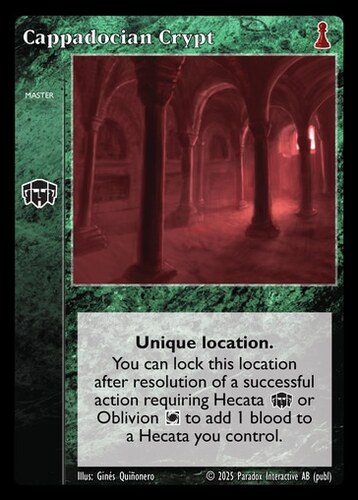 Cappadocian Crypt
MASTER
Unique location.
You can lock this location
after resolution of a successful
action requiring Hecata or
Oblivion to add 1 blood to
a Hecata you control.
Illus: Ginés Quiñonero © 2025 Paradox Interactive AB (publ)